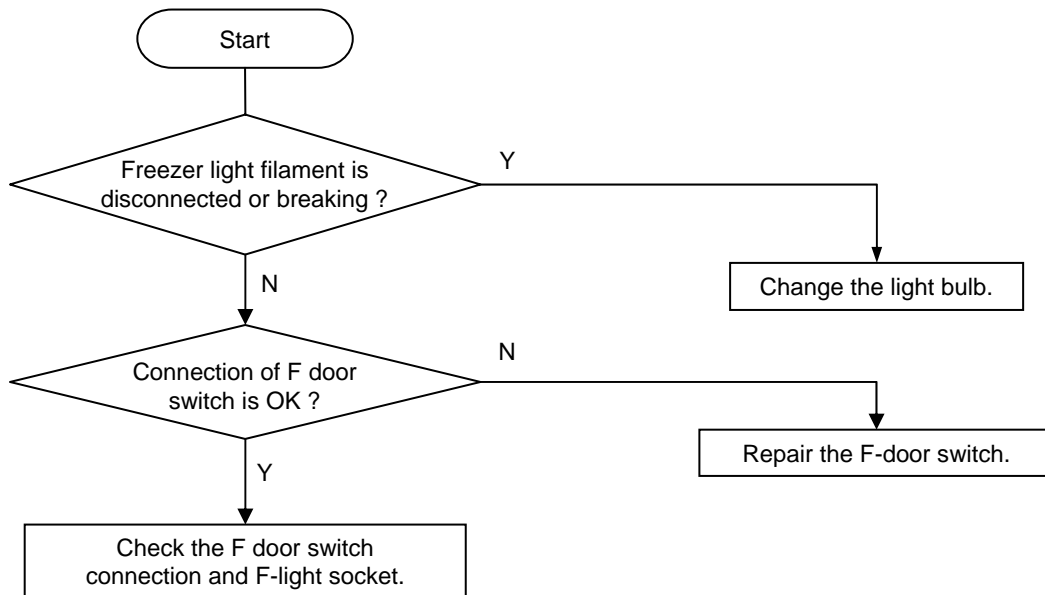 Start
Freezer light filament is
disconnected or breaking ?
Y
N
Change the light bulb.
Connection of F door
switch is OK ?
N
Y
Repair the F-door switch.
Check the F door switch
connection and F-light socket.